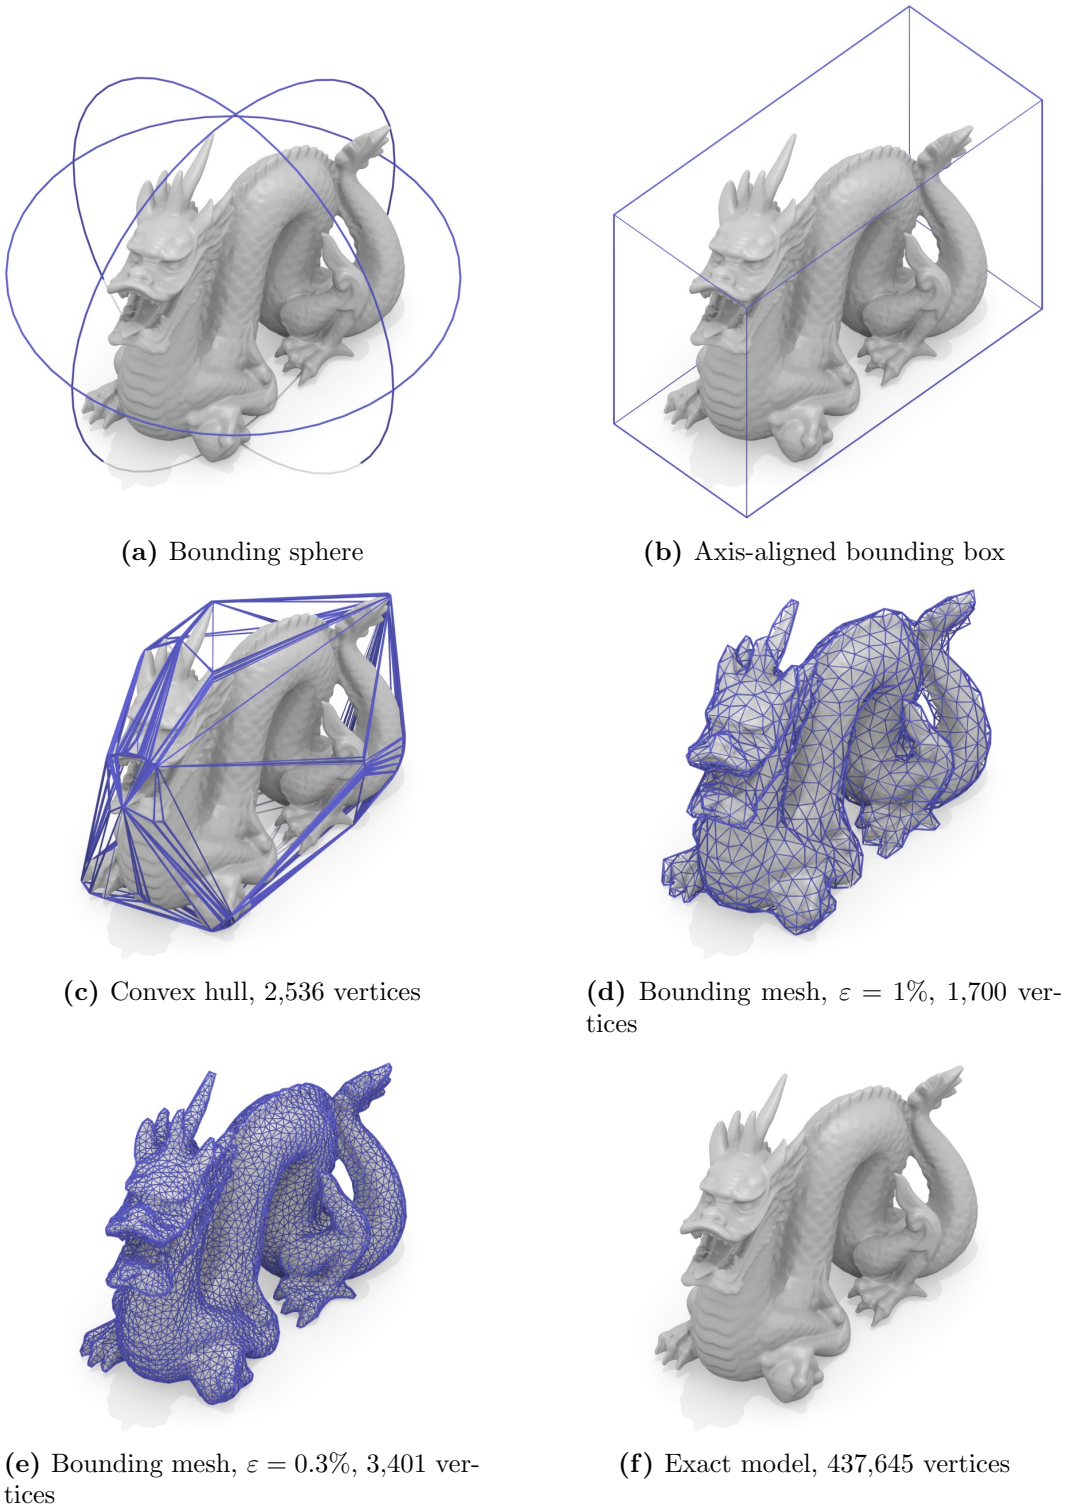 (a) Bounding sphere
(b) Axis-aligned bounding box
(c) Convex hull, 2,536 vertices
(d) Bounding mesh, ε = 1%, 1,700 ver-
tices
(e) Bounding mesh, ε = 0.3%, 3,401 ver-
tices
(f) Exact model, 437,645 vertices